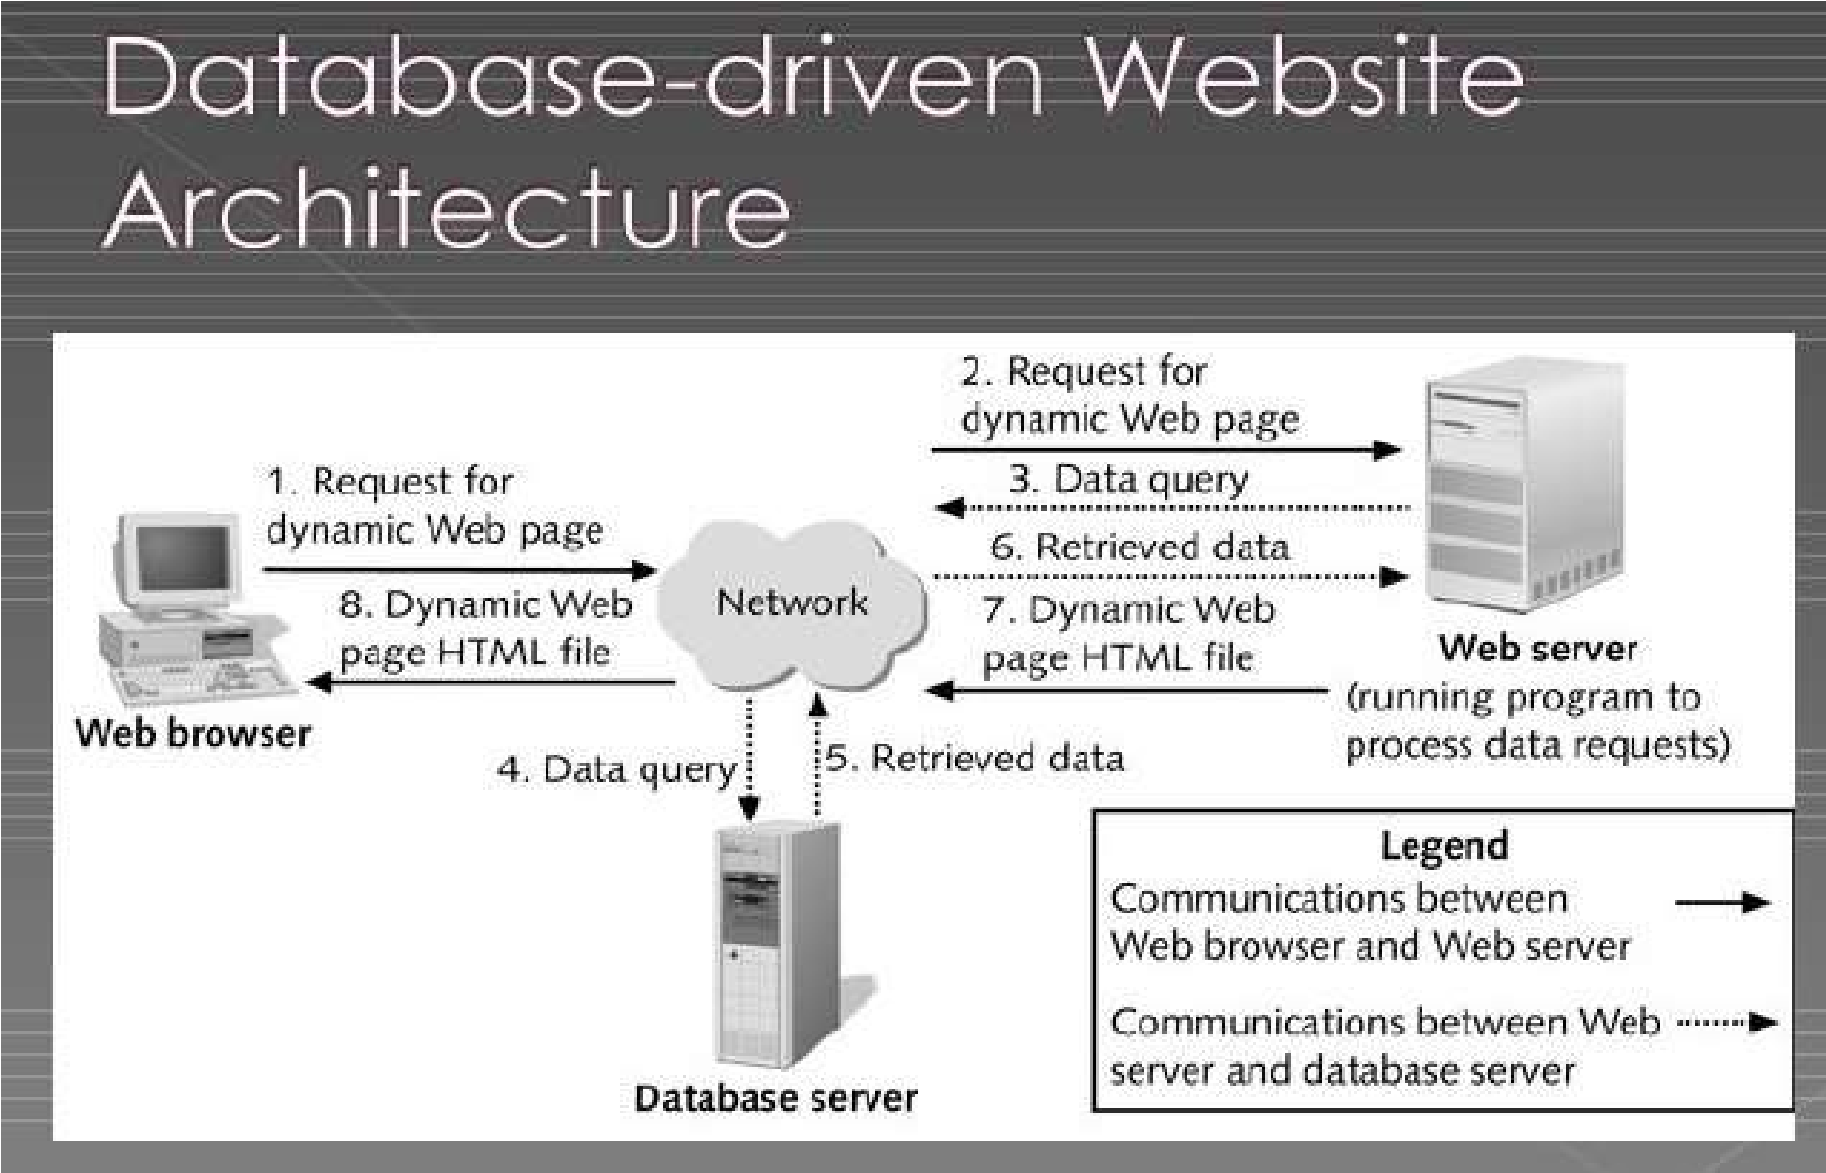 Database-driven Website
Architecture
2. Request for
dynamic Web page
1. Request for
dynamic Web page
3. Data query
6. Retrieved data
Network
8. Dynamic Web
page HTML file
7. Dynamic Web
page HTML file
Web server
(running program to
process data requests)
Web browser
4. Data query
5. Retrieved data
Database server
Legend
Communications between
Web browser and Web server
Communications between Web
server and database server